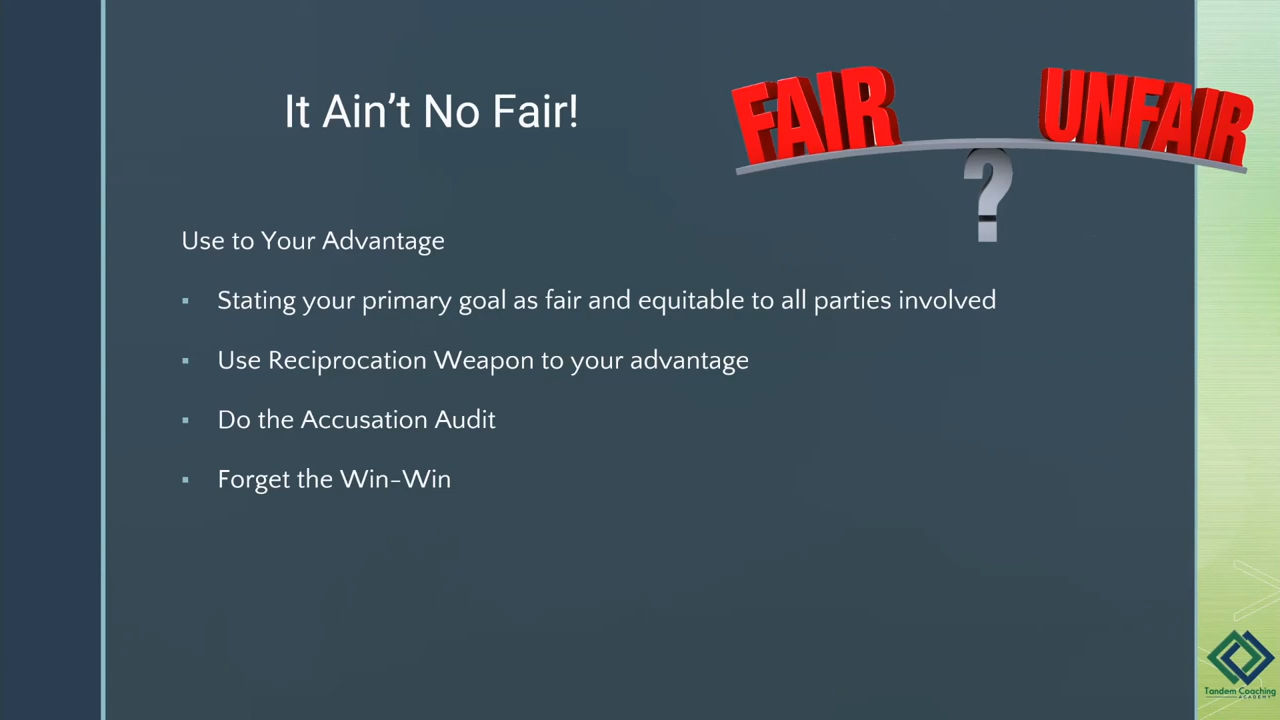 It Ain’t No Fair!
FAIR
UNFAIR
?
Use to Your Advantage
▪ Stating your primary goal as fair and equitable to all parties involved
▪ Use Reciprocation Weapon to your advantage
▪ Do the Accusation Audit
▪ Forget the Win-Win
Tandem Coaching
ACADEMY